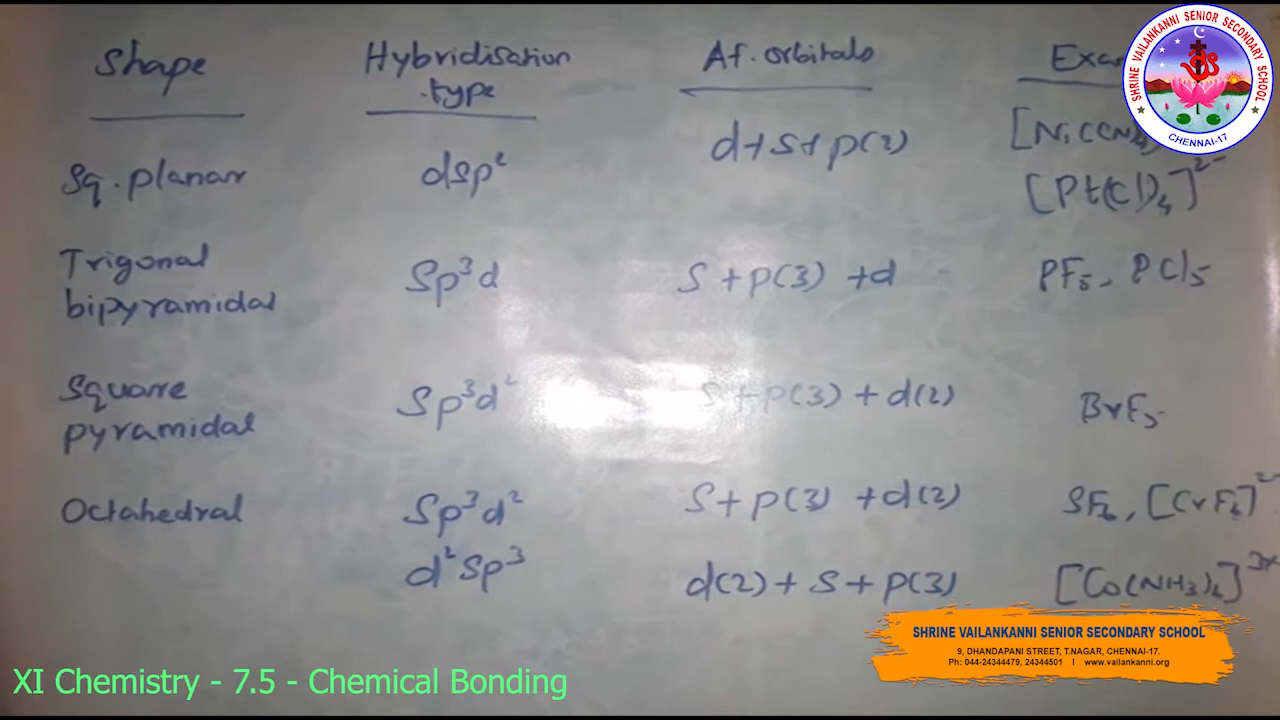 Shape Hybridisation type At. orbitals
Sq. planar dsp² d+s+p(2)
[Pt(Cl)₄]²⁻
Trigonal bipyramidal Sp³d S+p(3)+d PF₅, PCl₅
Square pyramidal Sp³d² S+p(3)+d(2) BrF₅
Octahedral Sp³d² S+p(3)+d(2) SF₆, [CrF₆]
d²Sp³ d(2)+S+p(3) [Co(NH₃)₆]³⁺
SHRINE VAILANKANNI SENIOR SECONDARY SCHOOL
CHENNAI-17
SHRINE VAILANKANNI SENIOR SECONDARY SCHOOL
9, DHANDAPANI STREET, T.NAGAR, CHENNAI-17.
Ph: 044-24344479, 24344501 I www.vailankanni.org
XI Chemistry - 7.5 - Chemical Bonding